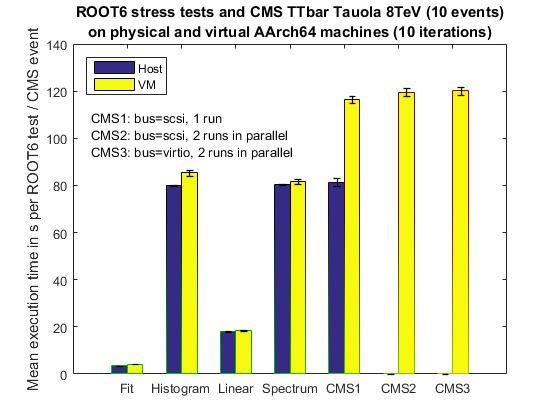 ROOT6 stress tests and CMS TTbar Tauola 8TeV (10 events)
on physical and virtual AArch64 machines (10 iterations)
Mean execution time in s per ROOT6 test / CMS event
140
120
100
80
60
40
20
0
Host
VM
CMS1: bus=scsi, 1 run
CMS2: bus=scsi, 2 runs in parallel
CMS3: bus=virtio, 2 runs in parallel
Fit Histogram Linear Spectrum CMS1 CMS2 CMS3